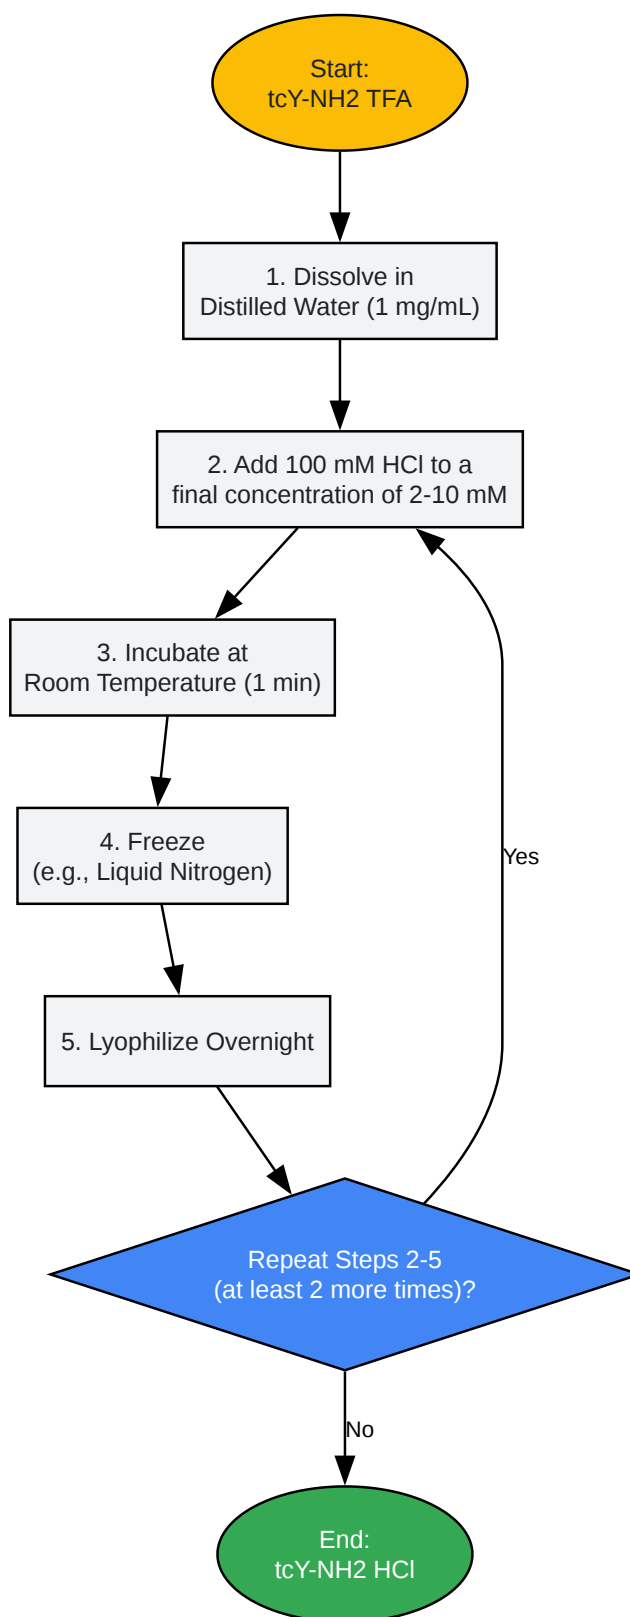 Start:
tcY-NH2 TFA
1. Dissolve in
Distilled Water (1 mg/mL)
2. Add 100 mM HCl to a
final concentration of 2-10 mM
3. Incubate at
Room Temperature (1 min)
4. Freeze
(e.g., Liquid Nitrogen)
Yes
5. Lyophilize Overnight
Repeat Steps 2-5
(at least 2 more times)?
No
End:
tcY-NH2 HCl